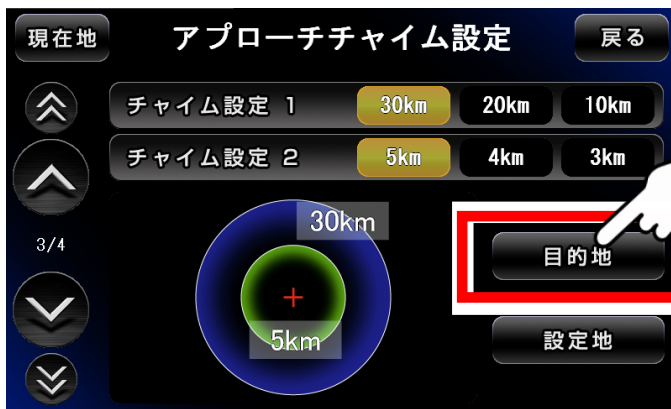 現在地 アプローチチャイム設定 戻る
チャイム設定 1 30km 20km 10km
チャイム設定 2 5km 4km 3km
30km
3/4
目的地
5km
設定地